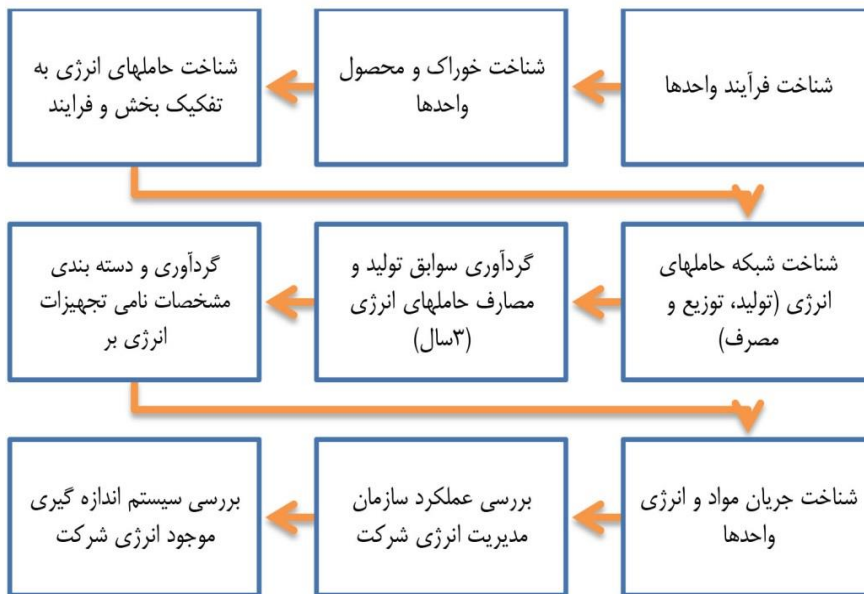 شناخت فرآیند واحدها
شناخت خوراک و محصول
واحدها
شناخت حاملهای انرژی به
تفکیک بخش و فرایند
شناخت شبکه حاملهای
انرژی (تولید، توزیع و
مصرف)
گردآوری سوابق تولید و
مصارف حاملهای انرژی
(۳سال)
گردآوری و دسته بندی
مشخصات نامی تجهیزات
انرژی بر
شناخت جریان مواد و انرژی
واحدها
بررسی عملکرد سازمان
مدیریت انرژی شرکت
بررسی سیستم اندازه گیری
موجود انرژی شرکت